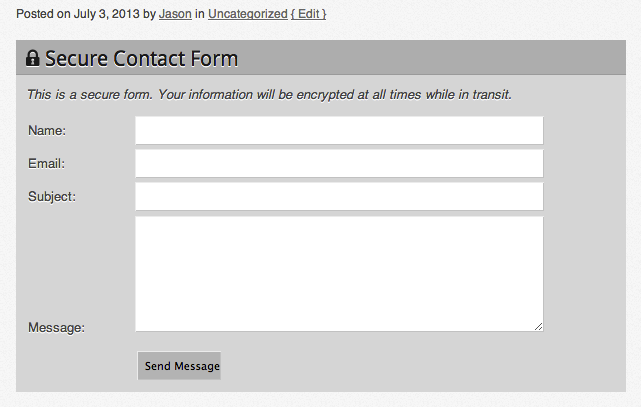 Posted on July 3, 2013 by Jason in Uncategorized { Edit }
Secure Contact Form
This is a secure form. Your information will be encrypted at all times while in transit.
Name:
Email:
Subject:
Message:
Send Message